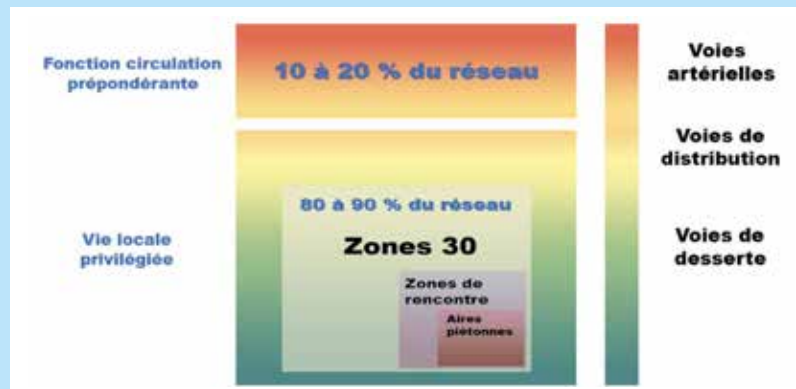 Fonction circulation
prépondérante
10 à 20 % du réseau
Voies
artérielles
Voies de
distribution
80 à 90 % du réseau
Vie locale
privilégiée
Zones 30
Voies de
desserte
Zones de
rencontre
Aires
piétonnes